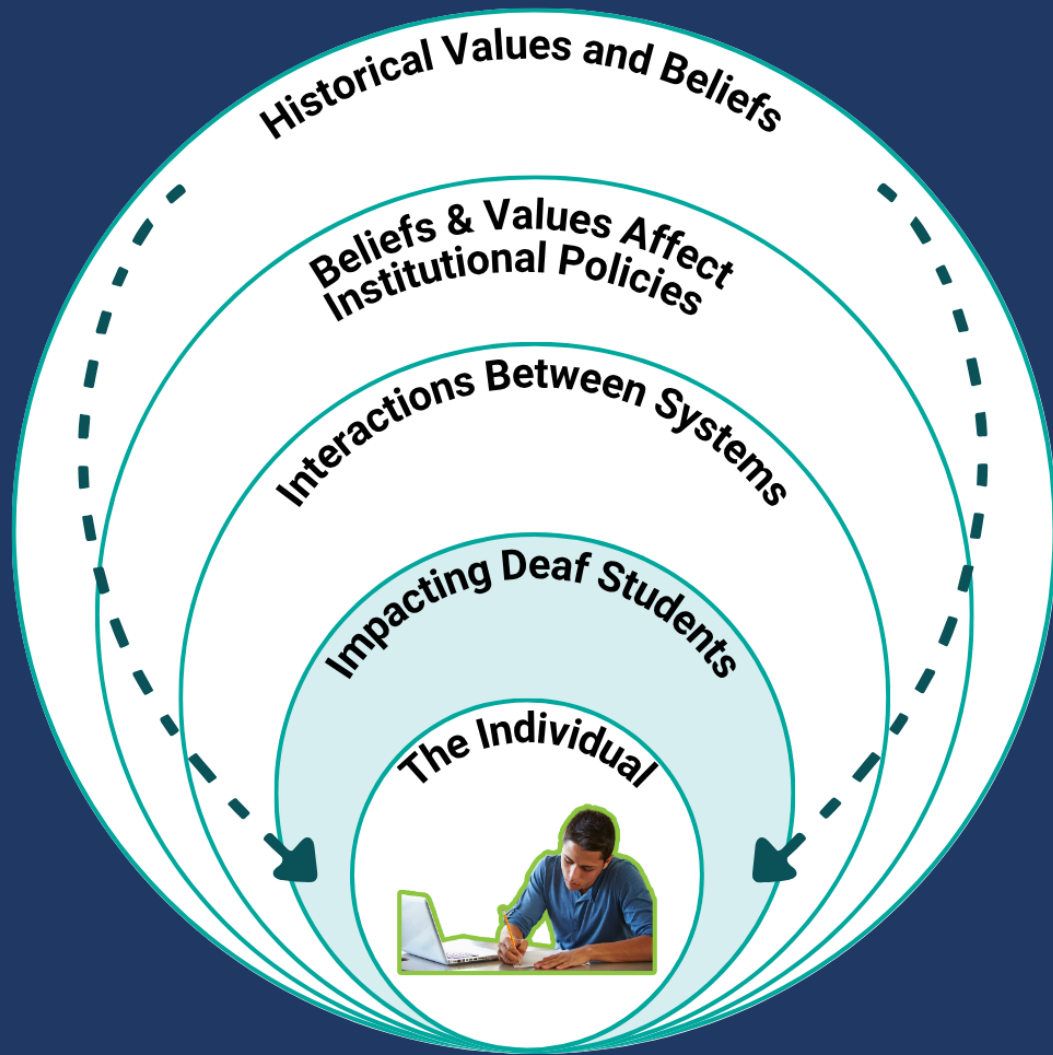 Historical Values and Beliefs
Beliefs & Values Affect
Institutional Policies
Interactions Between Systems
Impacting Deaf Students
The Individual